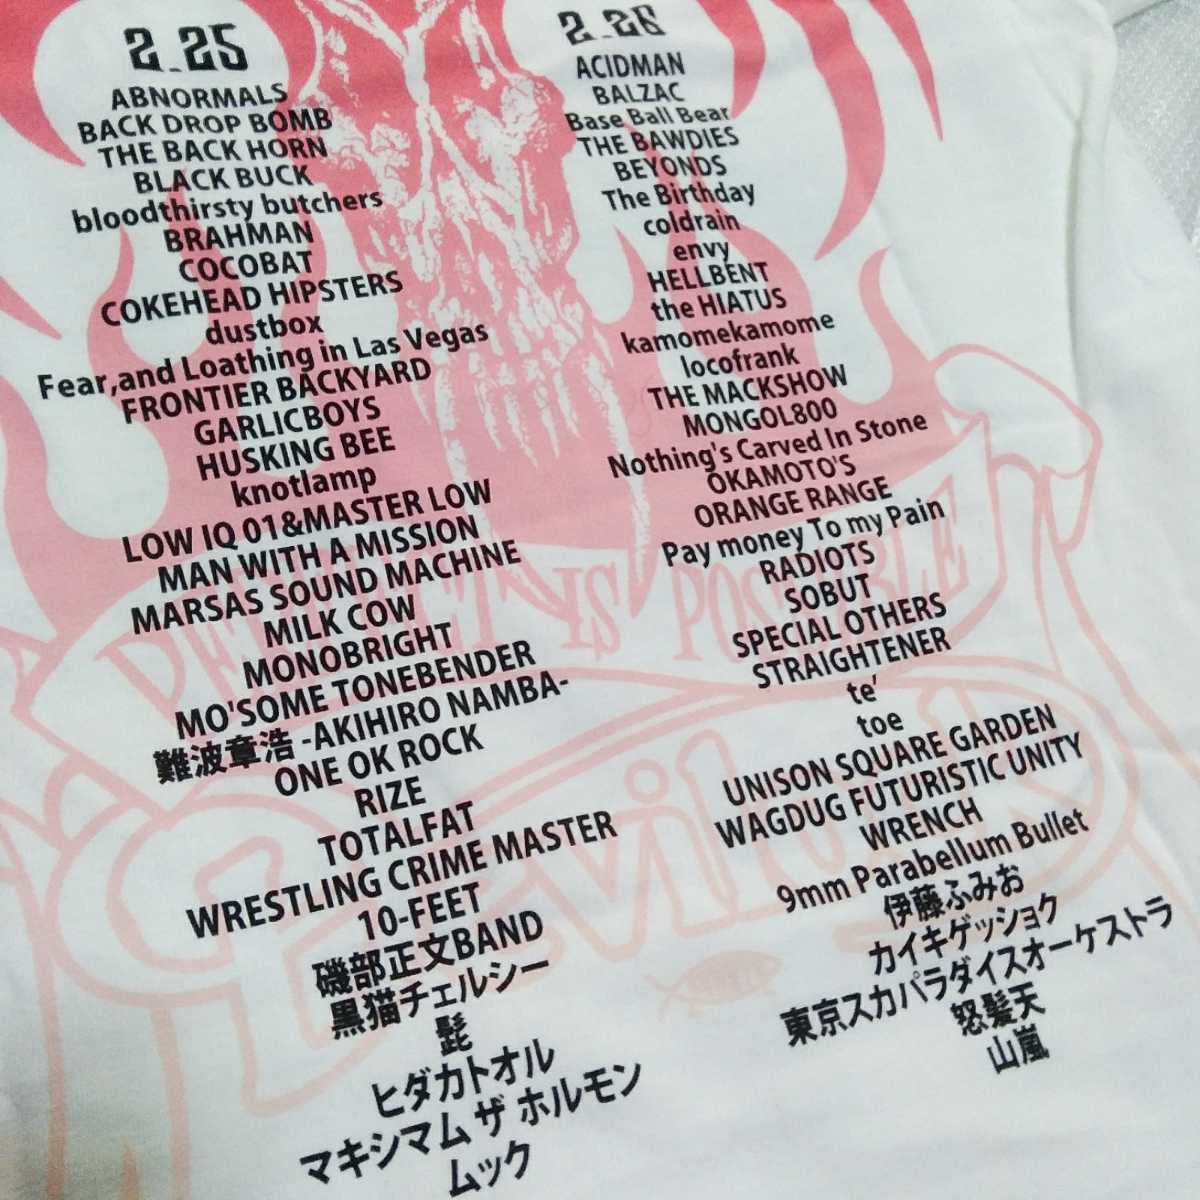 2.25
ABNORMALS
BACK DROP BOMB
THE BACK HORN
BLACK BUCK
bloodthirsty butchers
BRAHMAN
COCOBAT
COKEHEAD HIPSTERS
dustbox
Fear,and Loathing in Las Vegas
FRONTIER BACKYARD
GARLICBOYS
HUSKING BEE
knotlamp
LOW IQ 01&MASTER LOW
MAN WITH A MISSION
MARSAS SOUND MACHINE
MILK COW
MONOBRIGHT
MO'SOME TONEBENDER
難波章浩 -AKIHIRO NAMBA-
ONE OK ROCK
RIZE
TOTALFAT
WRESTLING CRIME MASTER
10-FEET
磯部正文BAND
黒猫チェルシー
髭
ヒダカトオル
マキシマム ザ ホルモン
ムック
2.26
ACIDMAN
BALZAC
Base Ball Bear
THE BAWDIES
BEYONDS
The Birthday
coldrain
envy
HELLBENT
the HIATUS
kamomekamome
locofrank
THE MACKSHOW
MONGOL800
Nothing's Carved In Stone
OKAMOTO'S
ORANGE RANGE
Pay money To my Pain
RADIOTS
SOBUT
SPECIAL OTHERS
STRAIGHTENER
te'
toe
UNISON SQUARE GARDEN
WAGDUG FUTURISTIC UNITY
WRENCH
9mm Parabellum Bullet
伊藤ふみお
カイキゲッショク
東京スカパラダイスオーケストラ
怒髪天
山嵐
IS